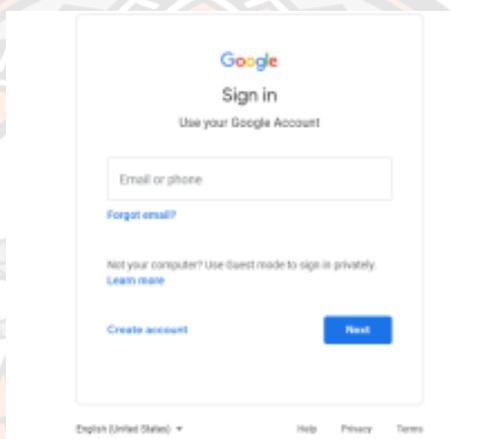 Google
Sign in
Use your Google Account
Email or phone
Forgot email?
Not your computer? Use Guest mode to sign in privately.
Learn more
Create account
Next
English (United States)
Help Privacy Terms